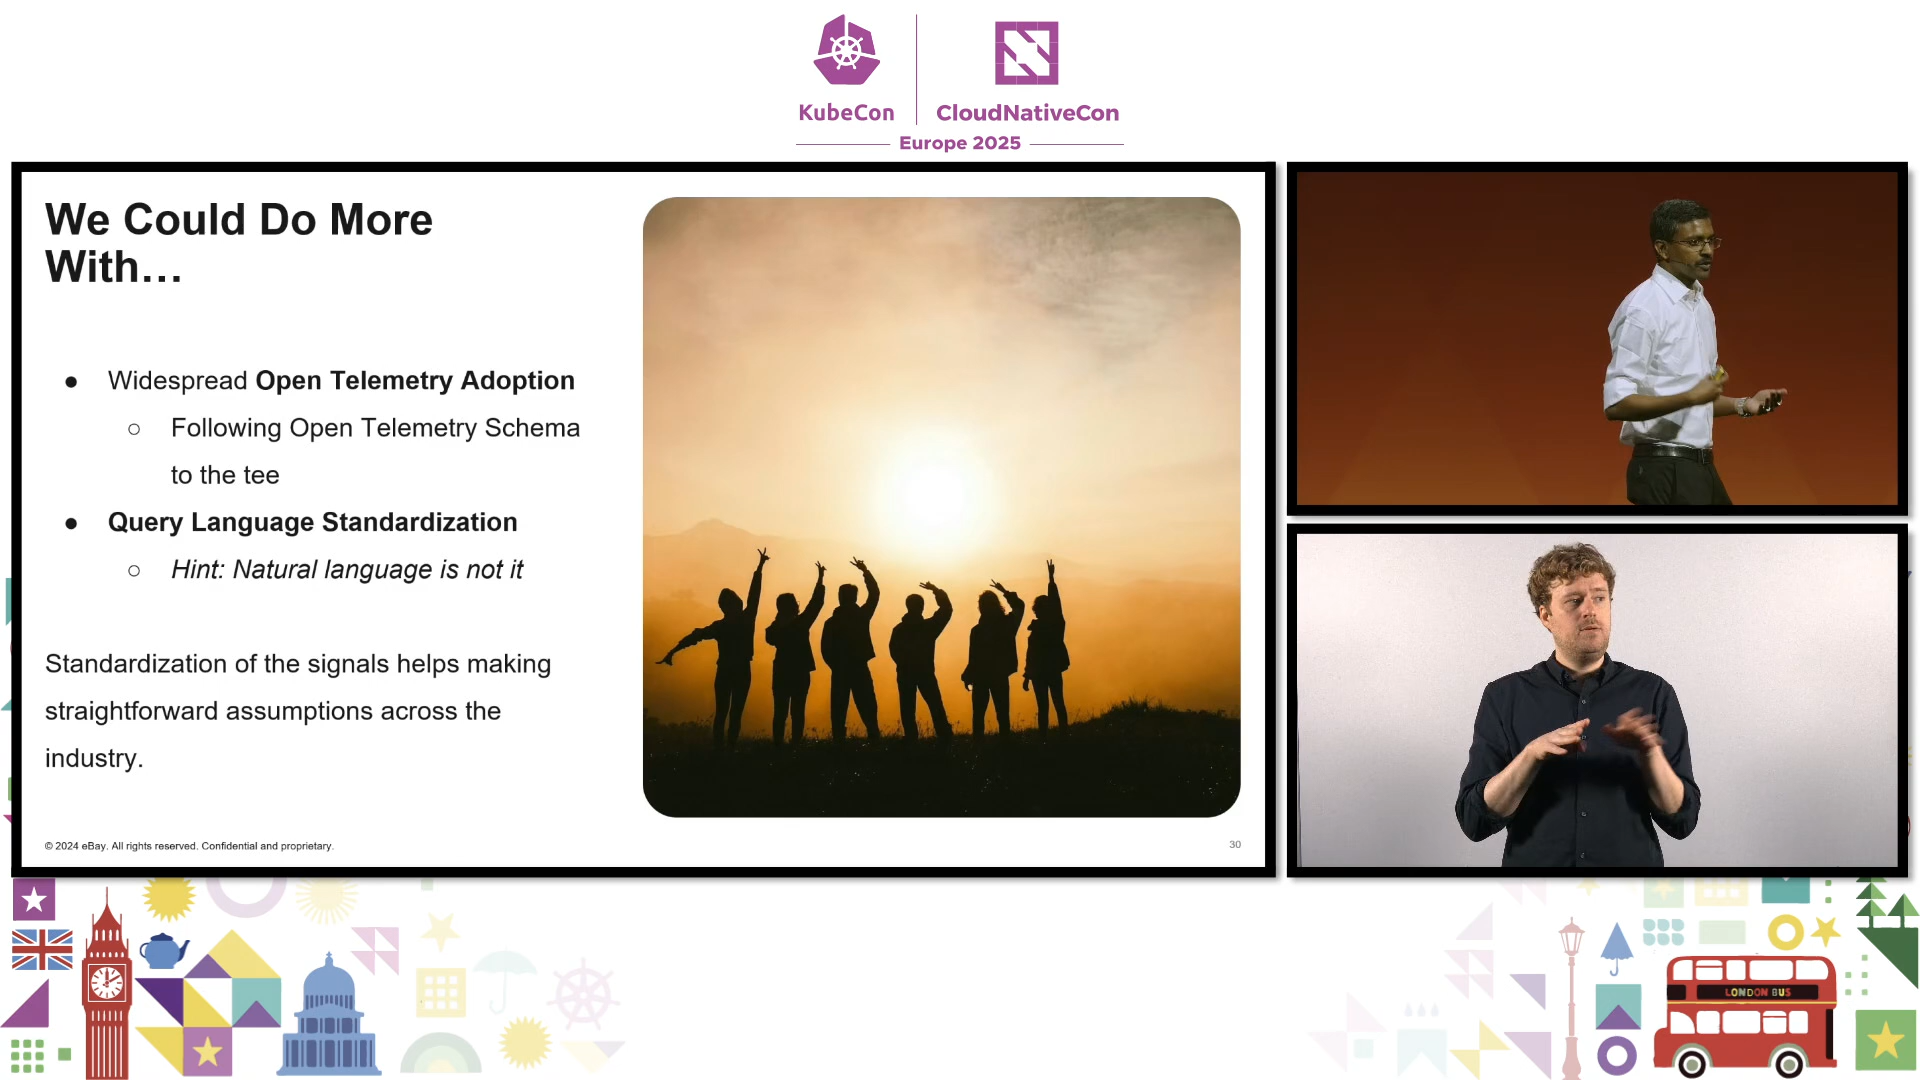 KubeCon
CloudNativeCon
Europe 2025
We Could Do More
With…
● Widespread Open Telemetry Adoption
○ Following Open Telemetry Schema
to the tee
● Query Language Standardization
○ Hint: Natural language is not it
Standardization of the signals helps making
straightforward assumptions across the
industry.
© 2024 eBay. All rights reserved. Confidential and proprietary.
30
LONDON BUS